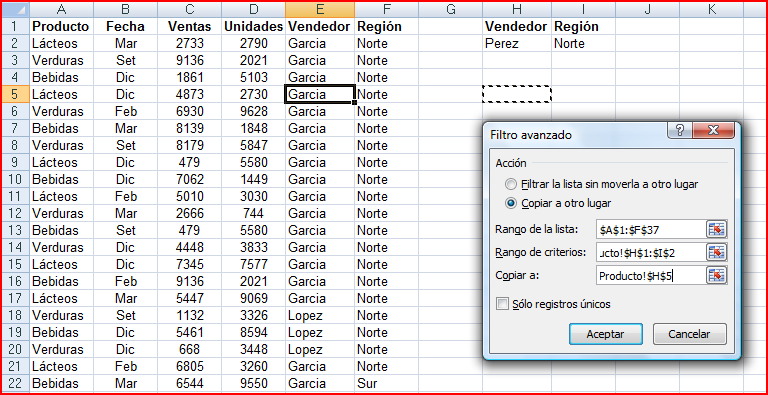 A B C D E F G H I J K
1 Producto Fecha Ventas Unidades Vendedor Región Vendedor Región
2 Lácteos Mar 2733 2790 Garcia Norte Perez Norte
3 Verduras Set 9136 2021 Garcia Norte
4 Bebidas Dic 1861 5103 Garcia Norte
5 Lácteos Dic 4873 2730 Garcia Norte
6 Verduras Feb 6930 9628 Garcia Norte
7 Bebidas Mar 8139 1848 Garcia Norte
8 Verduras Set 8179 5847 Garcia Norte
9 Lácteos Dic 479 5580 Garcia Norte
10 Bebidas Dic 7062 1449 Garcia Norte
11 Lácteos Feb 5010 3030 Garcia Norte
12 Verduras Mar 2666 744 Garcia Norte
13 Bebidas Set 479 5580 Garcia Norte
14 Verduras Dic 4448 3833 Garcia Norte
15 Lácteos Dic 7345 7577 Garcia Norte
16 Bebidas Feb 9136 2021 Garcia Norte
17 Lácteos Mar 5447 9069 Garcia Norte
18 Verduras Set 1132 3326 Lopez Norte
19 Bebidas Dic 5461 8594 Lopez Norte
20 Verduras Dic 668 3448 Lopez Norte
21 Lácteos Feb 6805 3260 Garcia Norte
22 Bebidas Mar 6544 9550 Garcia Sur
Filtro avanzado
Acción
Filtrar la lista sin moverla a otro lugar
Copiar a otro lugar
Rango de la lista: $A$1:$F$37
Rango de criterios: ucto!$H$1:$I$2
Copiar a: Producto!$H$5
Sólo registros únicos
Aceptar Cancelar